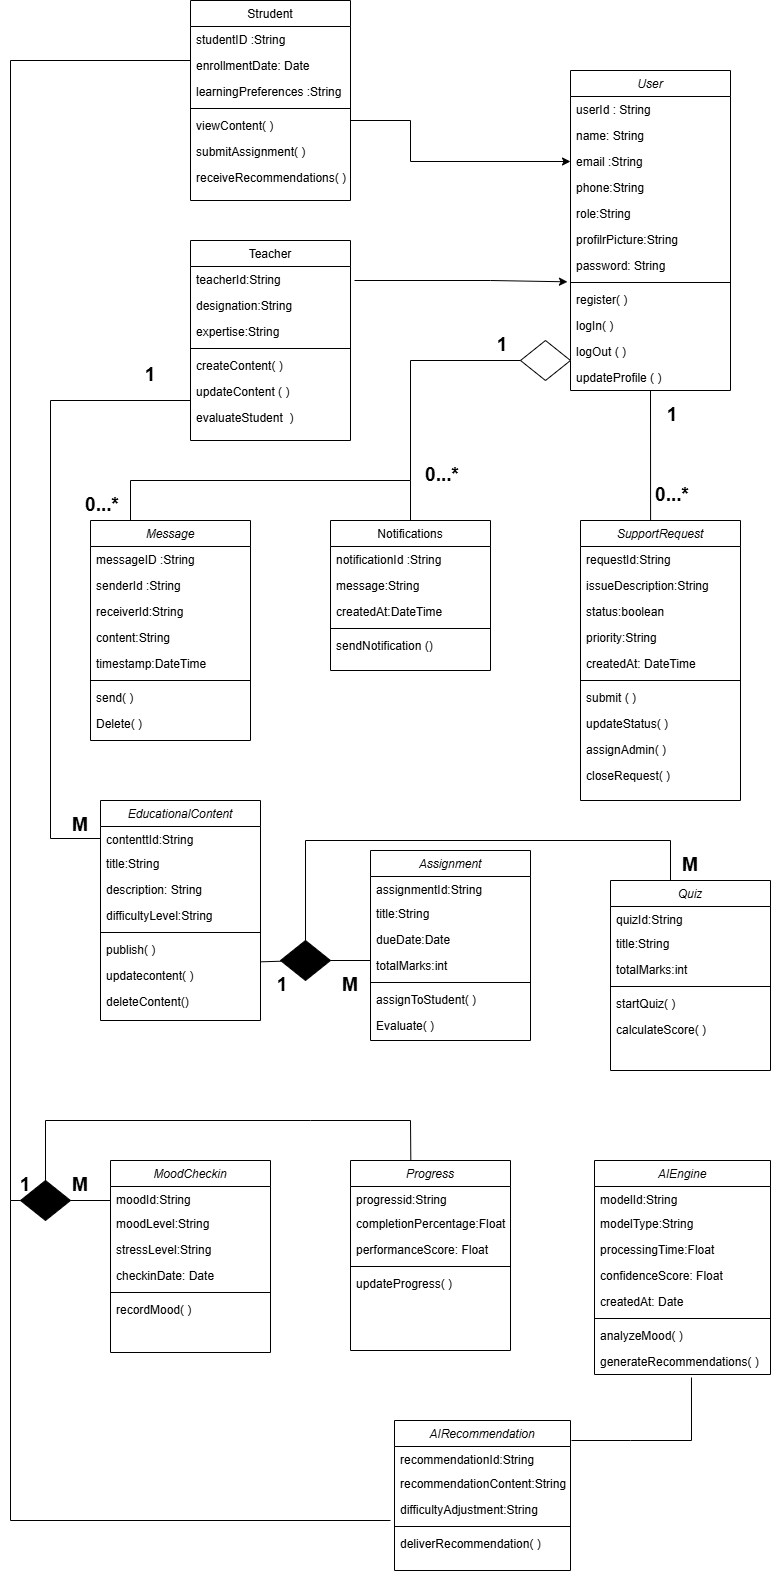 Strudent
studentID :String
enrollmentDate: Date
learningPreferences :String
viewContent( )
submitAssignment( )
receiveRecommendations( )
User
userId : String
name: String
email :String
phone:String
role:String
profilrPicture:String
password: String
register( )
logIn( )
logOut ( )
updateProfile ( )
Teacher
teacherId:String
designation:String
expertise:String
createContent( )
updateContent ( )
evaluateStudent  )
1
1
1
0...*
0...*
0...*
Message
messageID :String
senderId :String
receiverId:String
content:String
timestamp:DateTime
send( )
Delete( )
Notifications
notificationId :String
message:String
createdAt:DateTime
sendNotification ()
SupportRequest
requestId:String
issueDescription:String
status:boolean
priority:String
createdAt: DateTime
submit ( )
updateStatus( )
assignAdmin( )
closeRequest( )
M
EducationalContent
contenttId:String
title:String
description: String
difficultyLevel:String
publish( )
updatecontent( )
deleteContent()
1
M
Assignment
assignmentId:String
title:String
dueDate:Date
totalMarks:int
assignToStudent( )
Evaluate( )
M
Quiz
quizId:String
title:String
totalMarks:int
startQuiz( )
calculateScore( )
1
M
MoodCheckin
moodId:String
moodLevel:String
stressLevel:String
checkinDate: Date
recordMood( )
Progress
progressid:String
completionPercentage:Float
performanceScore: Float
updateProgress( )
AIEngine
modelId:String
modelType:String
processingTime:Float
confidenceScore: Float
createdAt: Date
analyzeMood( )
generateRecommendations( )
AIRecommendation
recommendationId:String
recommendationContent:String
difficultyAdjustment:String
deliverRecommendation( )